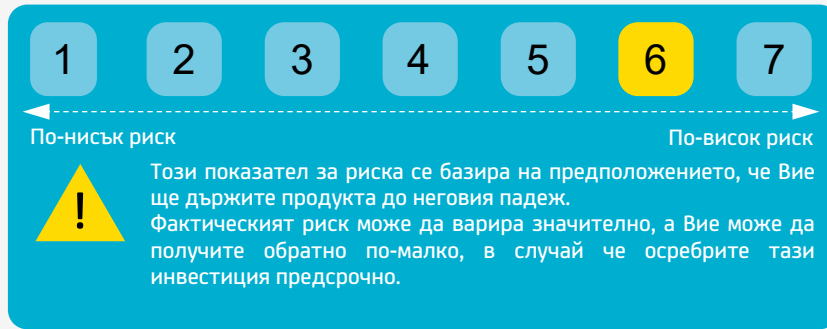 1 2 3 4 5 6 7
По-нисък риск По-висок риск
!
Този показател за риска се базира на предположението, че Вие
ще държите продукта до неговия падеж.
Фактическият риск може да варира значително, а Вие може да
получите обратно по-малко, в случай че осребрите тази
инвестиция предсрочно.